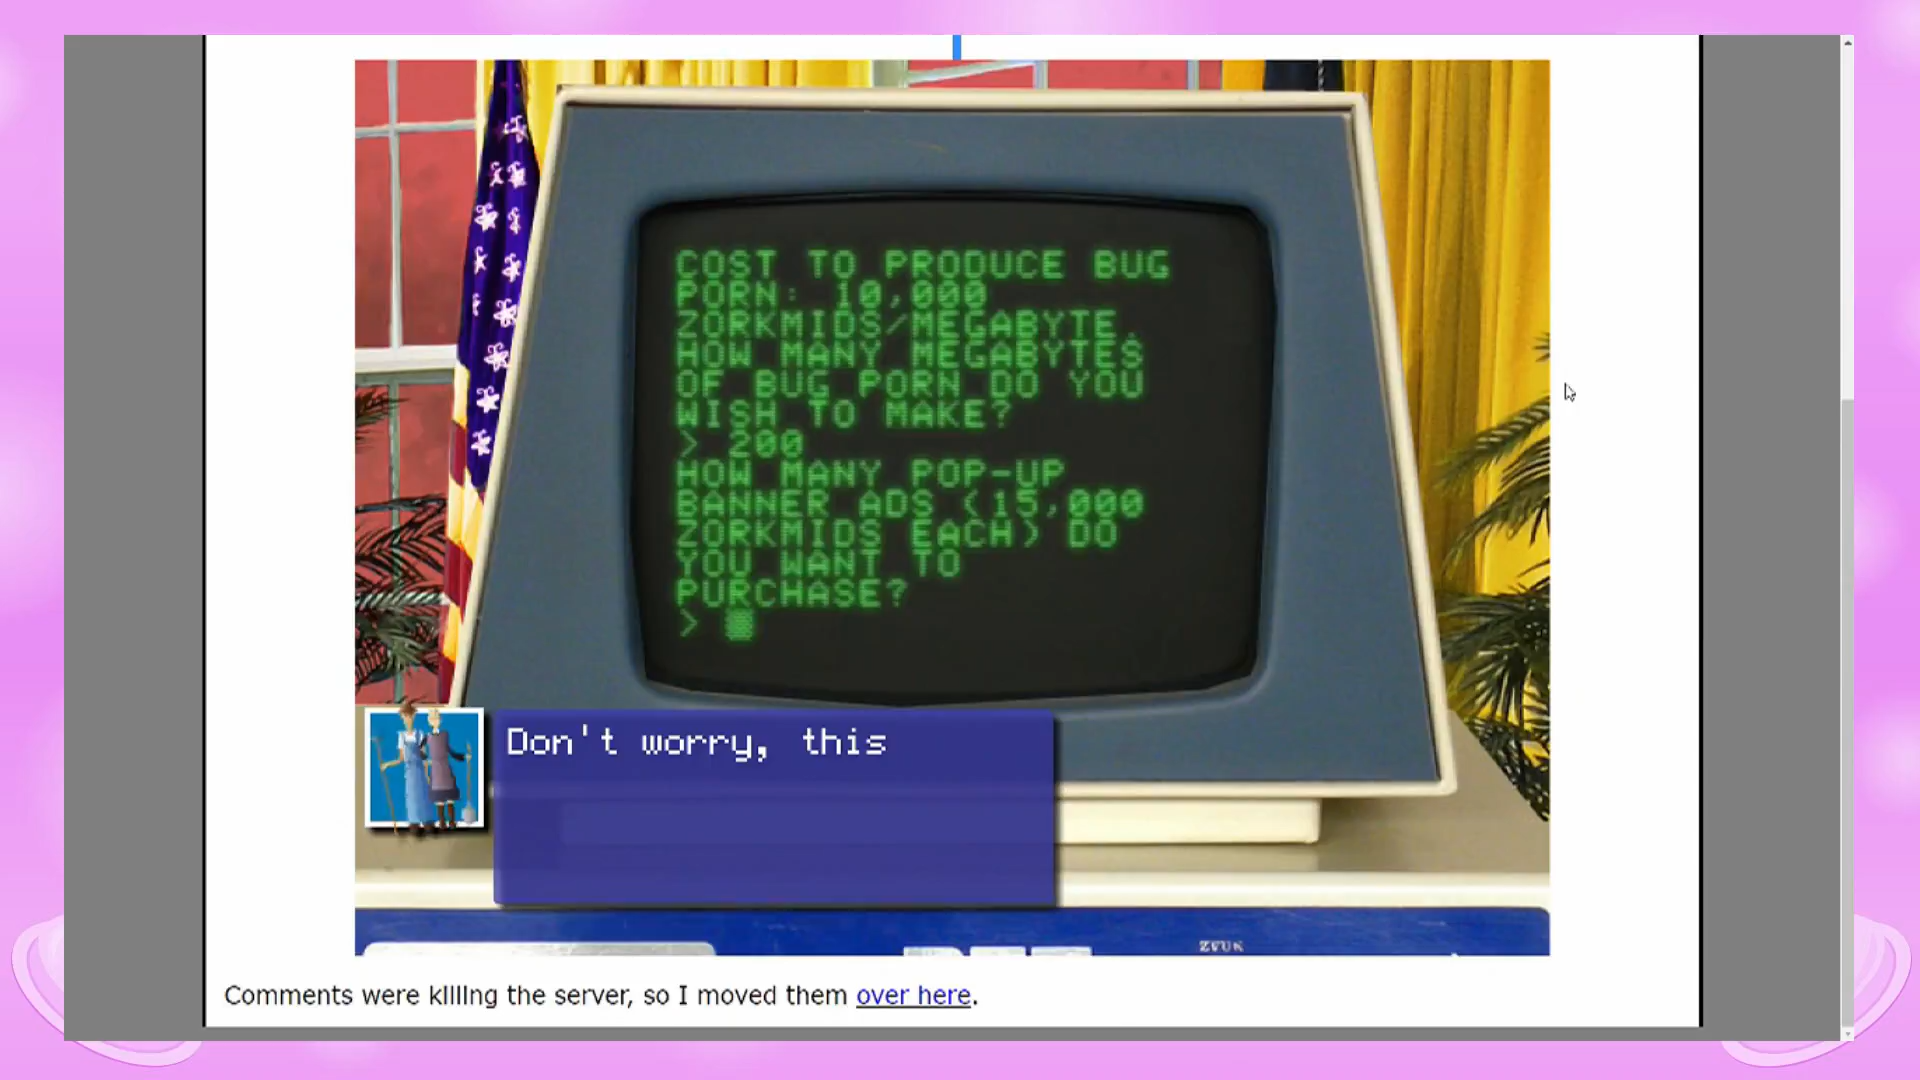 COST TO PRODUCE BUG
PORN: 10,000
ZORKMIDS/MEGABYTE.
HOW MANY MEGABYTES
OF BUG PORN DO YOU
WISH TO MAKE?
> 200
HOW MANY POP-UP
BANNER ADS (15,000
ZORKMIDS EACH) DO
YOU WANT TO
PURCHASE?
>
Don't worry, this
Comments were killing the server, so I moved them over here.